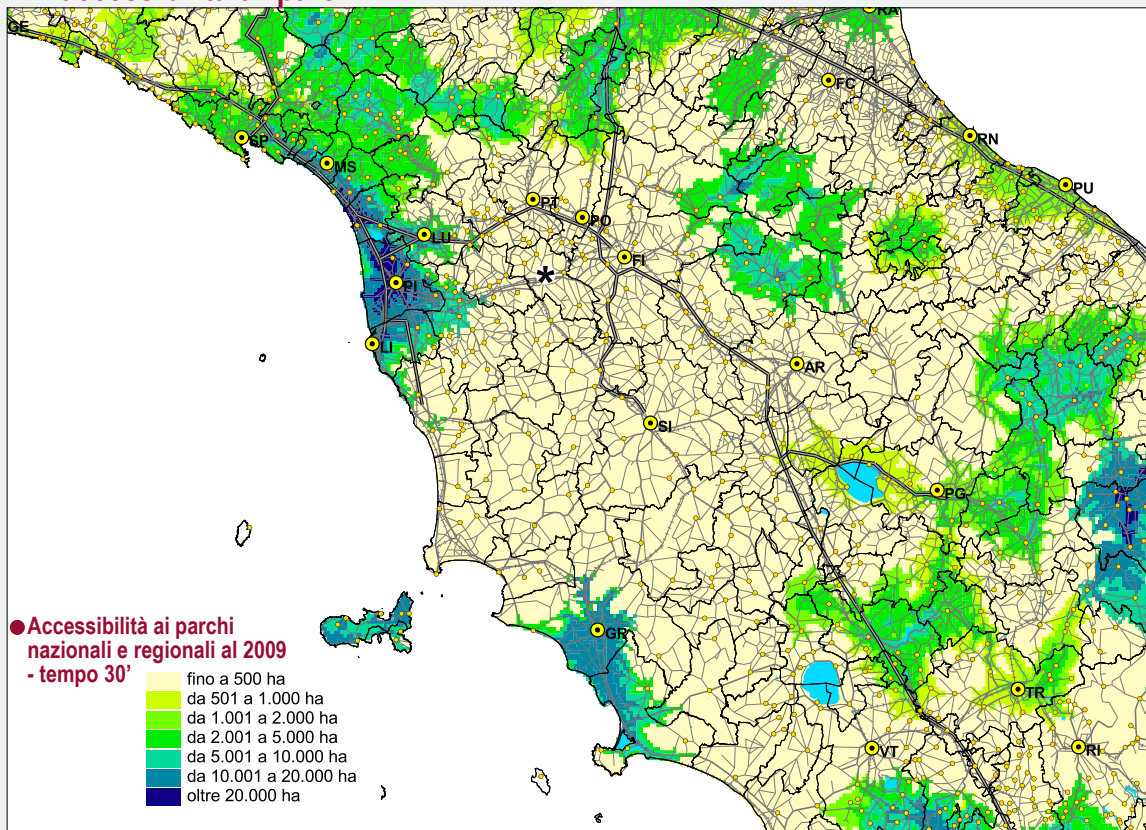 GE
RA
FC
SP
RN
MS
PU
PT
PO
LU
FI
*
PI
LI
AR
SI
PG
● Accessibilità ai parchi
nazionali e regionali al 2009
- tempo 30’
GR
fino a 500 ha
da 501 a 1.000 ha
da 1.001 a 2.000 ha
da 2.001 a 5.000 ha
da 5.001 a 10.000 ha
da 10.001 a 20.000 ha
oltre 20.000 ha
TR
VT
RI